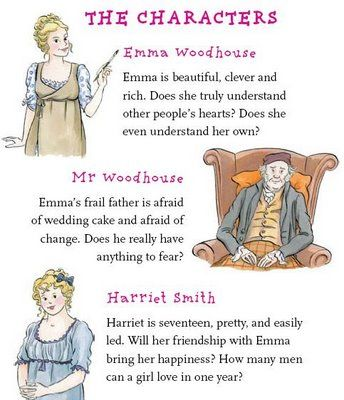 THE CHARACTERS
Emma Woodhouse
Emma is beautiful, clever and
rich. Does she truly understand
other people's hearts? Does she
even understand her own?
Mr Woodhouse
Emma's frail father is afraid
of wedding cake and afraid of
change. Does he really have
anything to fear?
Harriet Smith
Harriet is seventeen, pretty, and easily
led. Will her friendship with Emma
bring her happiness? How many men
can a girl love in one year?